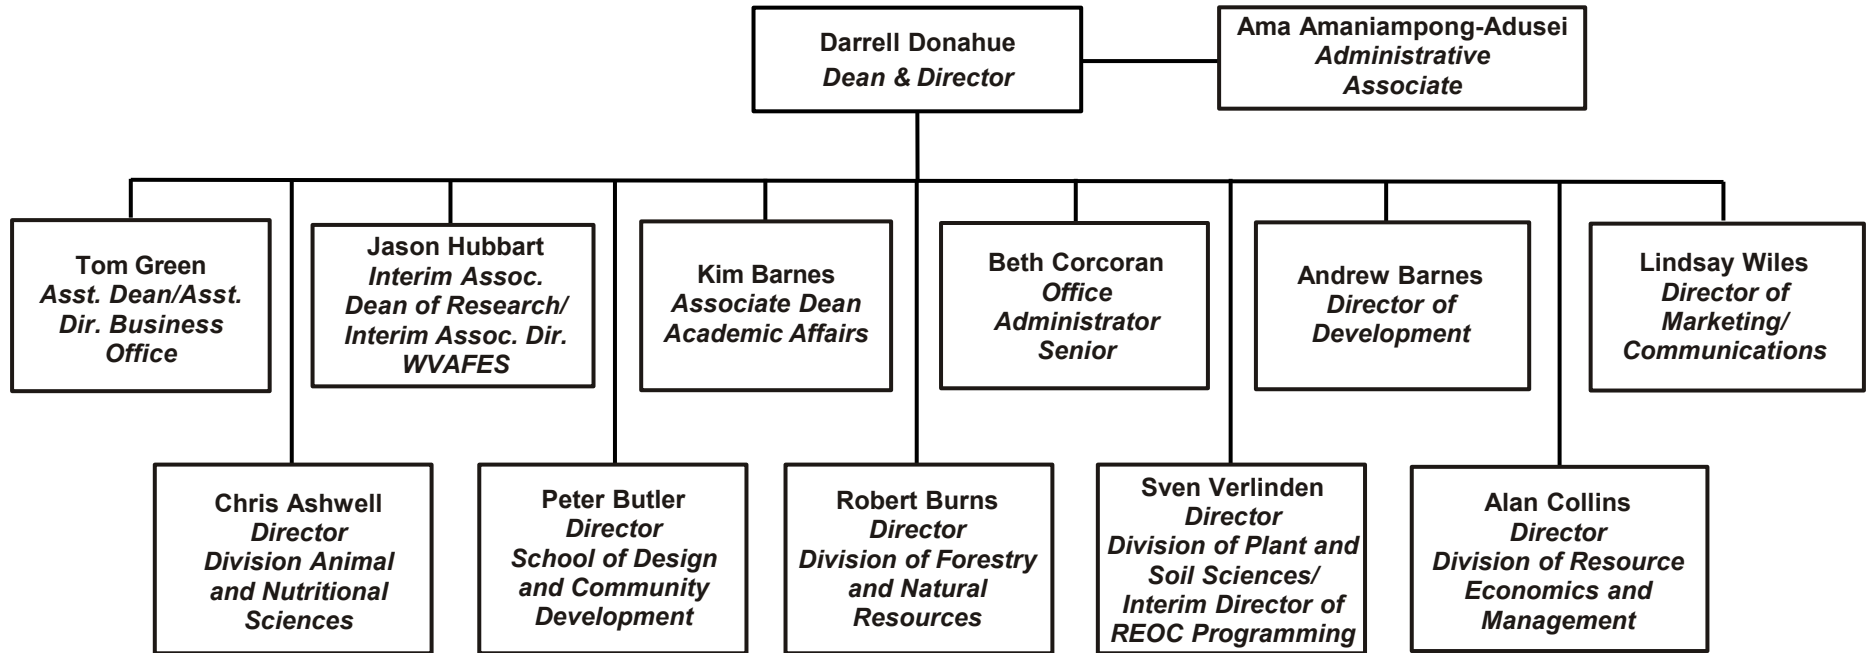 Darrell Donahue
Dean & Director
Ama Amaniampong-Adusei
Administrative
Associate
Tom Green
Asst. Dean/Asst.
Dir. Business
Office
Jason Hubbart
Interim Assoc.
Dean of Research/
Interim Assoc. Dir.
WVAFES
Kim Barnes
Associate Dean
Academic Affairs
Beth Corcoran
Office
Administrator
Senior
Andrew Barnes
Director of
Development
Lindsay Wiles
Director of
Marketing/
Communications
Chris Ashwell
Director
Division Animal
and Nutritional
Sciences
Peter Butler
Director
School of Design
and Community
Development
Robert Burns
Director
Division of Forestry
and Natural
Resources
Sven Verlinden
Director
Division of Plant and
Soil Sciences/
Interim Director of
REOC Programming
Alan Collins
Director
Division of Resource
Economics and
Management